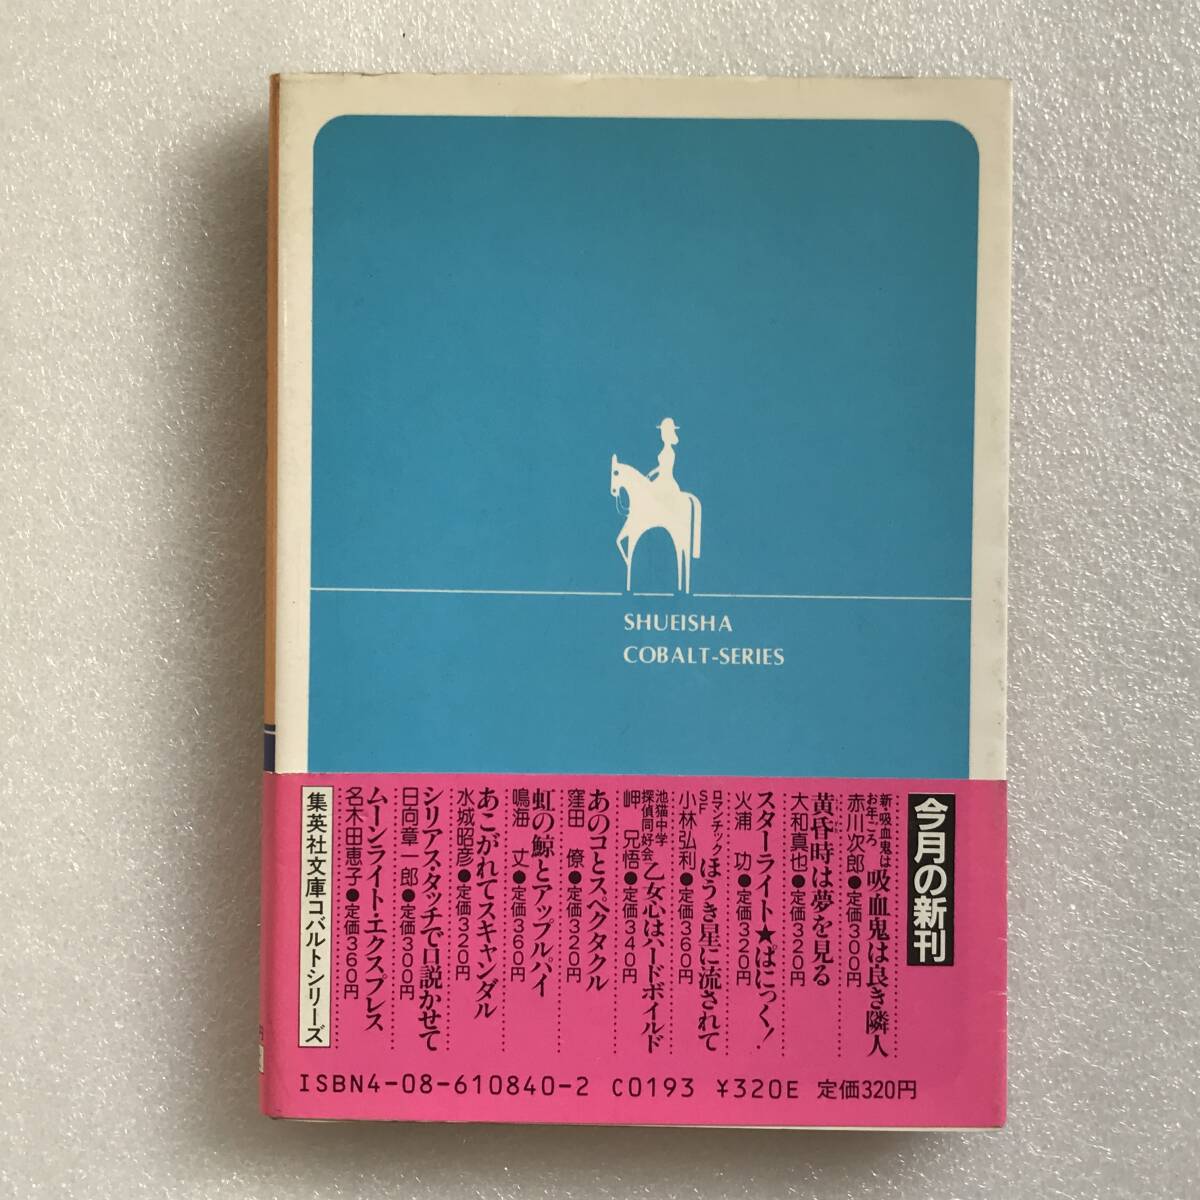 SHUEISHA
COBALT-SERIES
今月の新刊
新・吸血鬼は
お年ごろ
吸血鬼は良き隣人
赤川次郎●定価300円
黄昏時は夢を見る
大和真也●定価320円
スターライト★ぱにっく!
火浦　功●定価320円
ロマンチック
SF
ほうき星に流されて
小林弘利●定価360円
池猫中学
探偵同好会
乙女心はハードボイルド
岬　兄悟●定価340円
あのコとスペクタクル
窪田　僚●定価320円
虹の鯨とアップルパイ
鳴海　丈●定価360円
あこがれてスキャンダル
水城昭彦●定価320円
シリアス・タッチで口説かせて
日向章一郎●定価300円
ムーンライト・エクスプレス
名木田恵子●定価360円
集英社文庫コバルトシリーズ
ISBN4-08-610840-2 C0193 ¥320E 定価320円